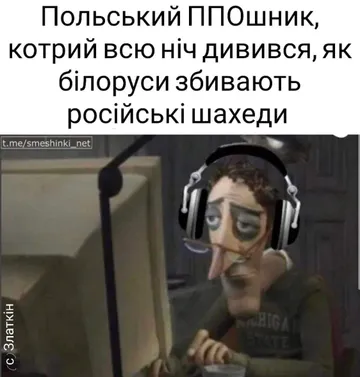 Польський ППОшник,
котрий всю ніч дивився, як
білоруси збивають
російські шахеди
t.me/smeshinki_net
(с) Златкін